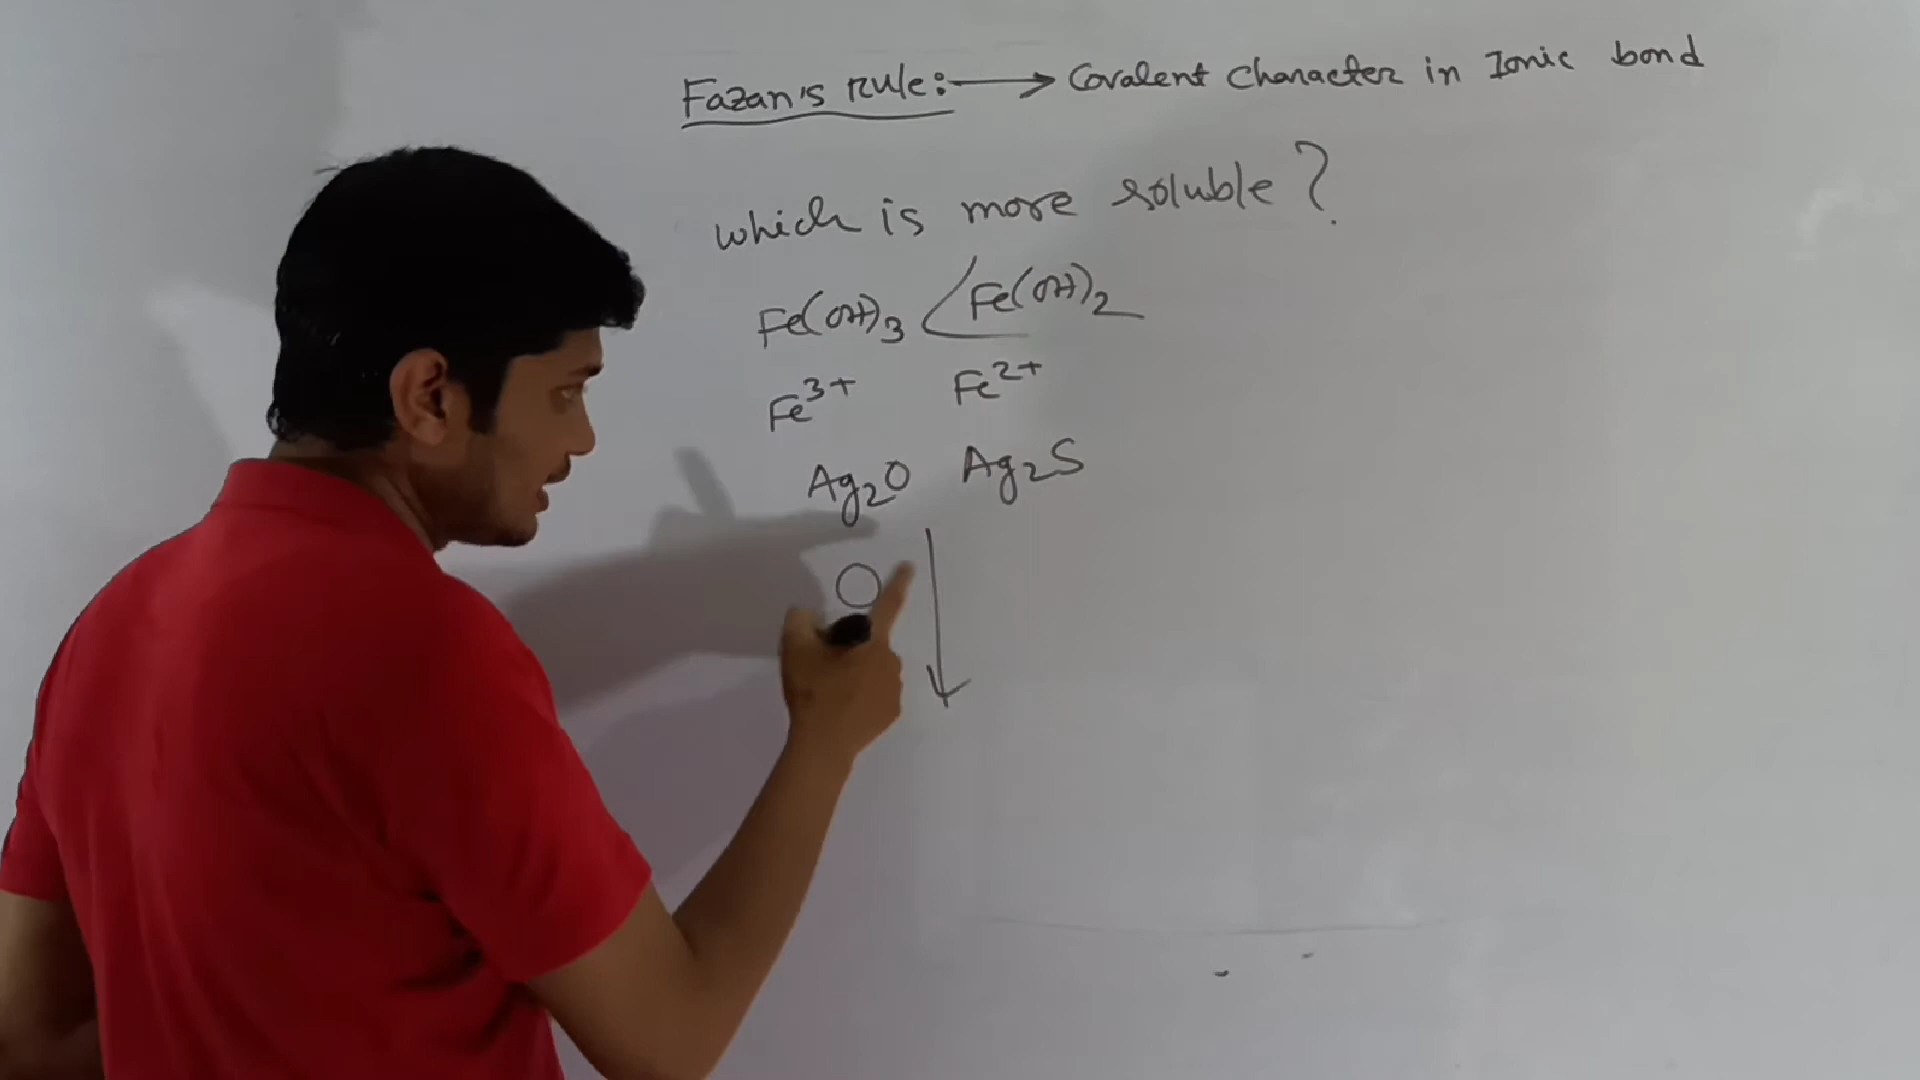 Fazan's rule:→ Covalent Character in Ionic bond
which is more soluble?
Fe(OH)3 < Fe(OH)2
Fe3+ Fe2+
Ag2O Ag2S